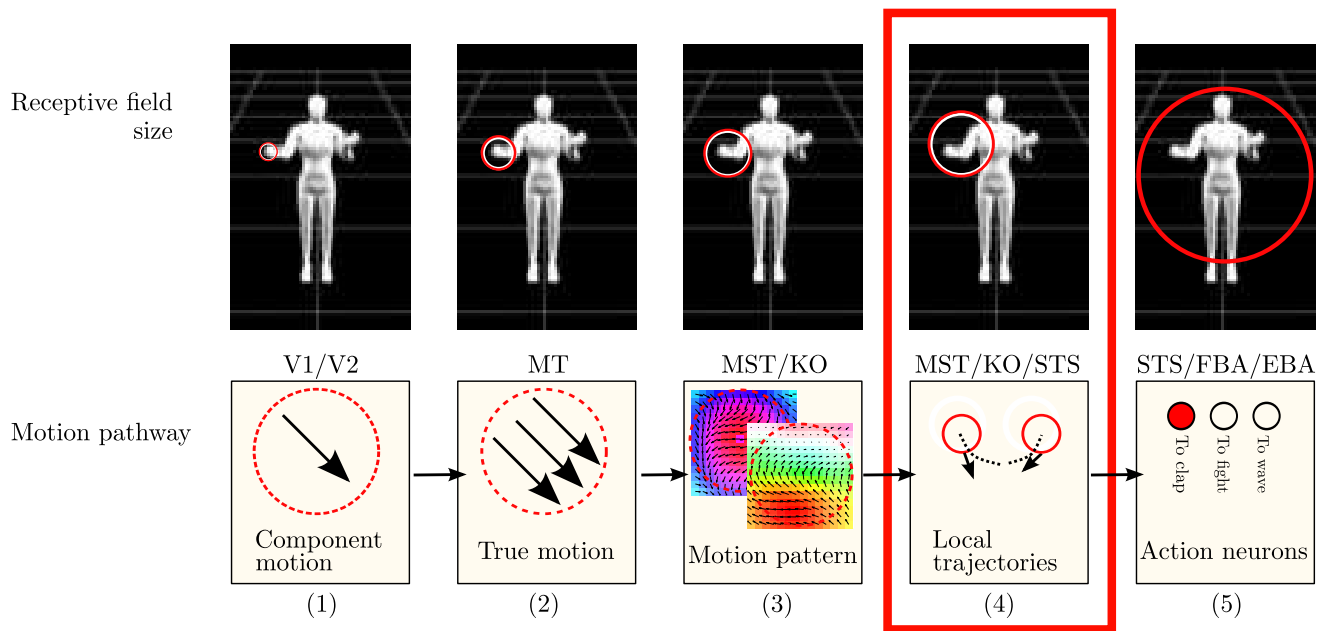 Receptive field
size
V1/V2
MT
MST/KO
MST/KO/STS
STS/FBA/EBA
Motion pathway
To clap
To fight
To wave
Component
motion
True motion
Motion pattern
Local
trajectories
Action neurons
(1)
(2)
(3)
(4)
(5)